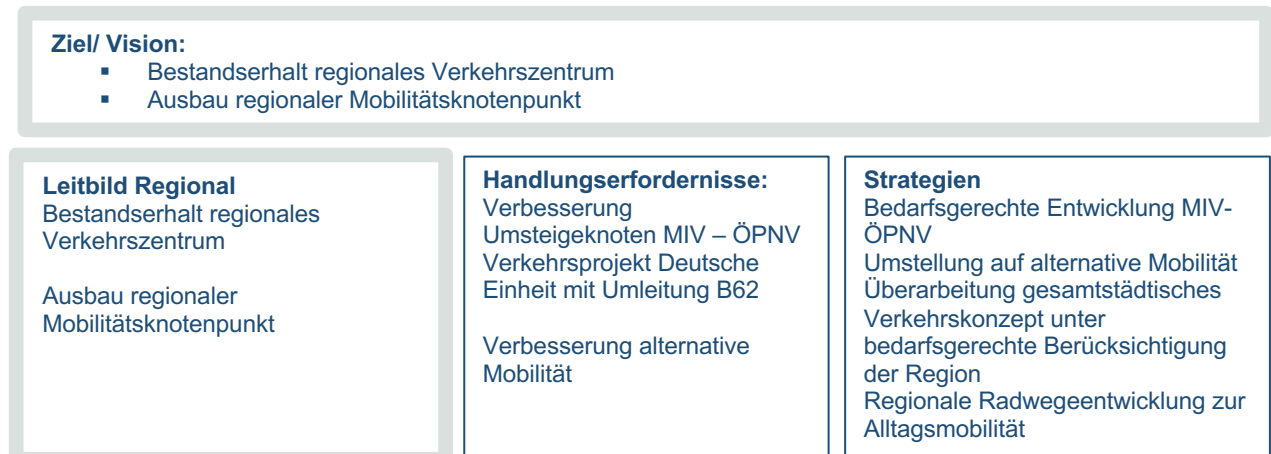 Ziel/ Vision:
▪ Bestandserhalt regionales Verkehrszentrum
▪ Ausbau regionaler Mobilitätsknotenpunkt
Leitbild Regional
Bestandserhalt regionales
Verkehrszentrum
Ausbau regionaler
Mobilitätsknotenpunkt
Handlungserfordernisse:
Verbesserung
Umsteigeknoten MIV – ÖPNV
Verkehrsprojekt Deutsche
Einheit mit Umleitung B62
Verbesserung alternative
Mobilität
Strategien
Bedarfsgerechte Entwicklung MIV-
ÖPNV
Umstellung auf alternative Mobilität
Überarbeitung gesamtstädtisches
Verkehrskonzept unter
bedarfsgerechte Berücksichtigung
der Region
Regionale Radwegeentwicklung zur
Alltagsmobilität